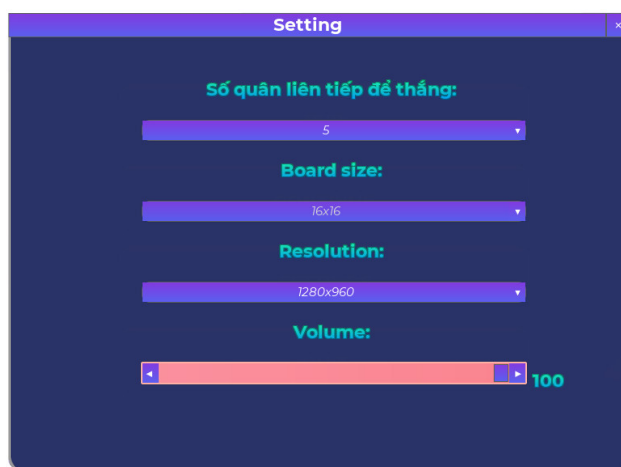 Setting
Số quân liên tiếp để thắng:
5
Board size:
16x16
Resolution:
1280x960
Volume:
100